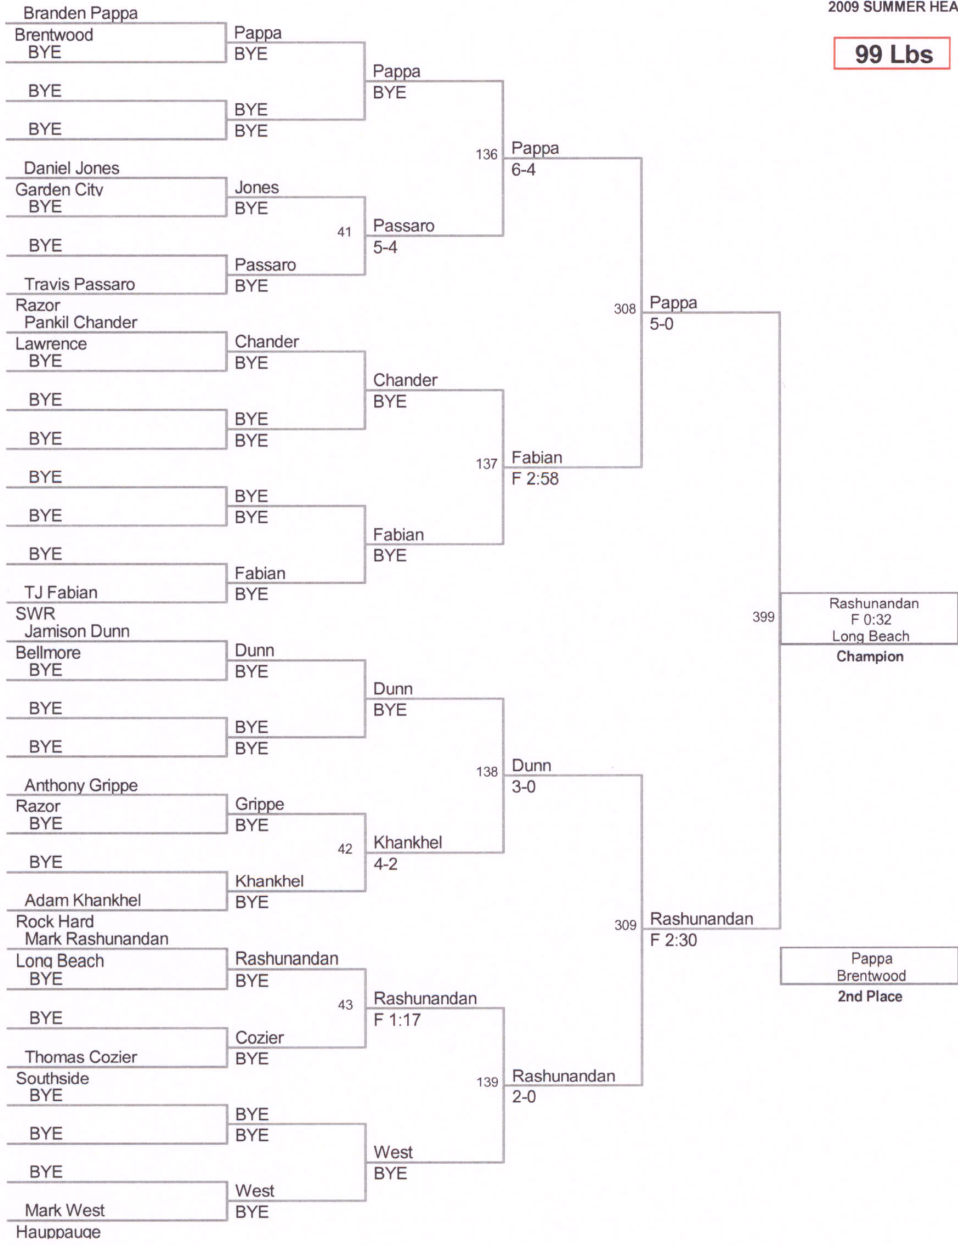 2009 SUMMER HEA
99 Lbs
Branden Pappa
Brentwood
BYE
BYE
BYE
Daniel Jones
Garden City
BYE
BYE
Travis Passaro
Razor
Pankil Chander
Lawrence
BYE
BYE
BYE
BYE
BYE
BYE
TJ Fabian
SWR
Jamison Dunn
Bellmore
BYE
BYE
BYE
Anthony Grippe
Razor
BYE
BYE
Adam Khankhel
Rock Hard
Mark Rashunandan
Long Beach
BYE
BYE
Thomas Cozier
Southside
BYE
BYE
BYE
Mark West
Hauppauge
Pappa
BYE
BYE
BYE
Jones
BYE
Passaro
BYE
Chander
BYE
BYE
BYE
BYE
BYE
Fabian
BYE
Dunn
BYE
BYE
BYE
Grippe
BYE
Khankhel
BYE
Rashunandan
BYE
Cozier
BYE
BYE
BYE
West
BYE
Pappa
BYE
41
Passaro
5-4
Chander
BYE
Fabian
BYE
Dunn
BYE
42
Khankhel
4-2
43
Rashunandan
F 1:17
West
BYE
136
Pappa
6-4
137
Fabian
F 2:58
138
Dunn
3-0
139
Rashunandan
2-0
308
Pappa
5-0
309
Rashunandan
F 2:30
399
Rashunandan
F 0:32
Long Beach
Champion
Pappa
Brentwood
2nd Place